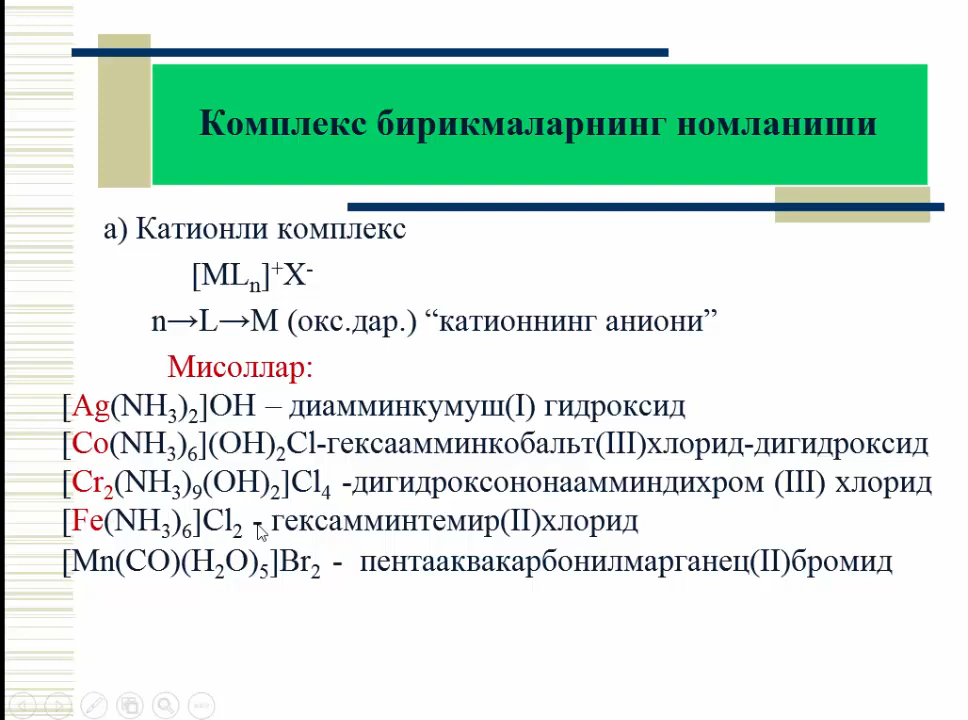 Комплекс бирикмаларнинг номланиши
а) Катионли комплекс
[MLn]⁺X⁻
n→L→M (окс.дар.) “катионнинг аниони”
Мисоллар:
[Ag(NH₃)₂]OH – диамминкумуш(I) гидроксид
[Co(NH₃)₆](OH)₂Cl-гексаамминкобальт(III)хлорид-дигидроксид
[Cr₂(NH₃)₉(OH)₂]Cl₄ -дигидроксононаамминдихром (III) хлорид
[Fe(NH₃)₆]Cl₂ - гексамминтемир(II)хлорид
[Mn(CO)(H₂O)₅]Br₂ - пентааквакарбонилмарганец(II)бромид